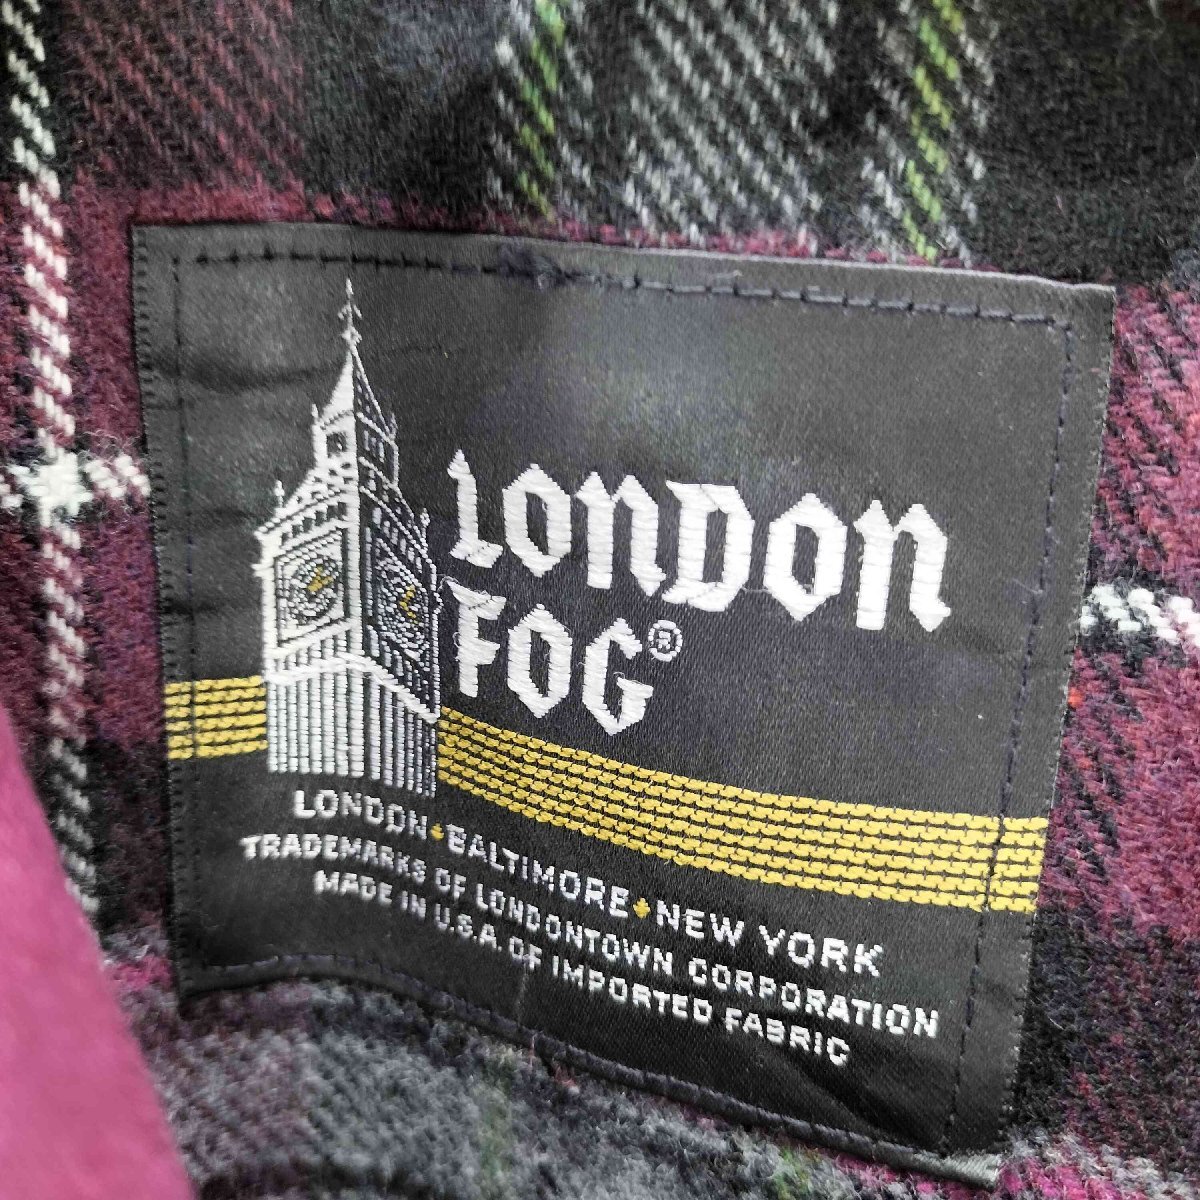 LONDON
FOG®
LONDON ♦ BALTIMORE ♦ NEW YORK
TRADEMARKS OF LONDONTOWN CORPORATION
MADE IN U.S.A. OF IMPORTED FABRIC